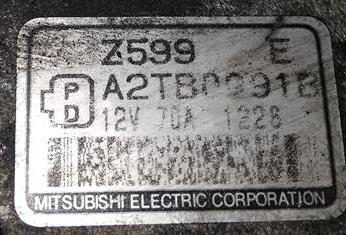 Z599 E
P
D
A2TB0091B
12V 70A 1228
MITSUBISHI ELECTRIC CORPORATION